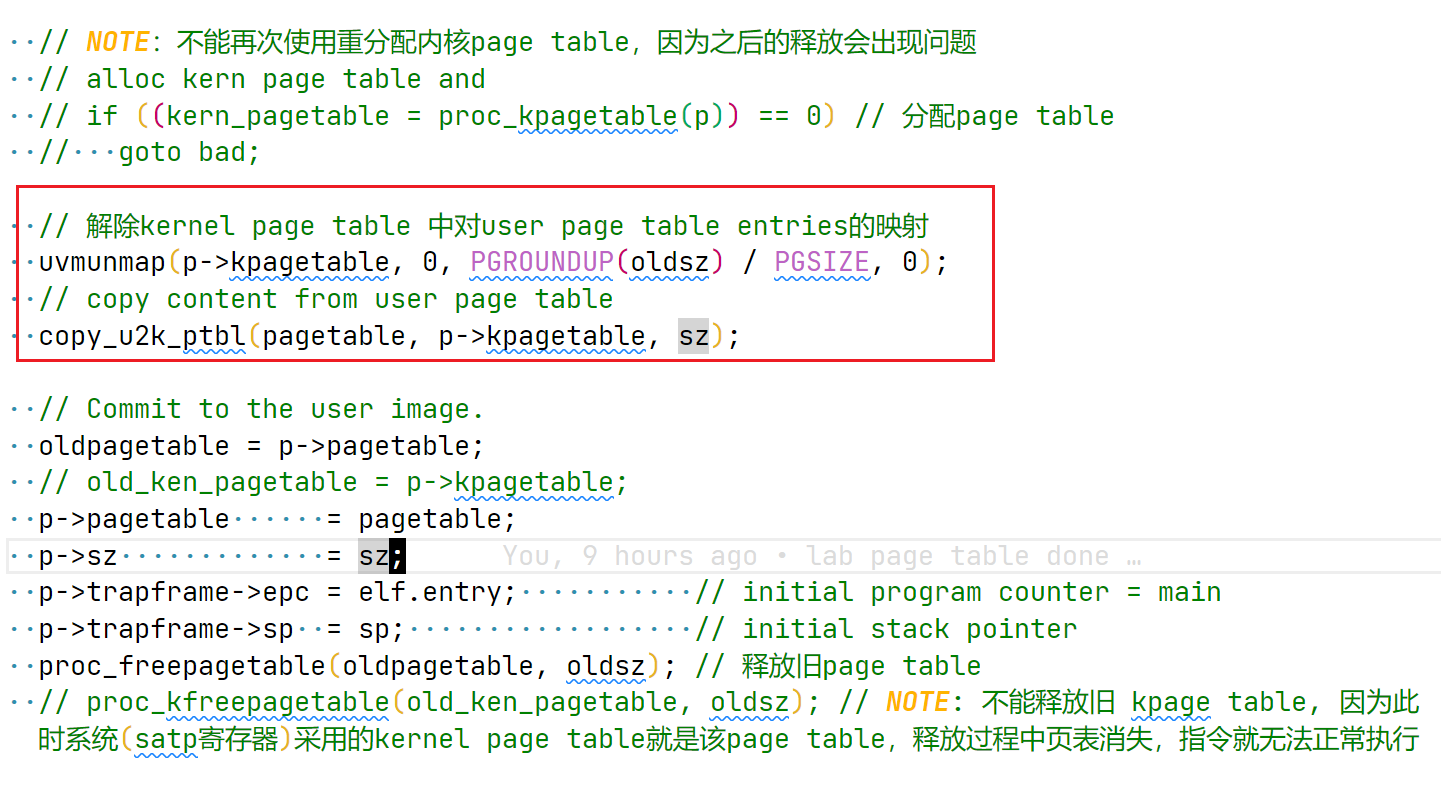 // NOTE: 不能再次使用重分配内核page table，因为之后的释放会出现问题
// alloc kern page table and
// if ((kern_pagetable = proc_kpagetable(p)) == 0) // 分配page table
//   goto bad;
// 解除kernel page table 中对user page table entries的映射
uvmunmap(p->kpagetable, 0, PGROUNDUP(oldsz) / PGSIZE, 0);
// copy content from user page table
copy_u2k_ptbl(pagetable, p->kpagetable, sz);
// Commit to the user image.
oldpagetable = p->pagetable;
// old_ken_pagetable = p->kpagetable;
p->pagetable      = pagetable;
p->sz             = sz; You, 9 hours ago • lab page table done …
p->trapframe->epc = elf.entry;           // initial program counter = main
p->trapframe->sp  = sp;                  // initial stack pointer
proc_freepagetable(oldpagetable, oldsz); // 释放旧page table
// proc_kfreepagetable(old_ken_pagetable, oldsz); // NOTE: 不能释放旧 kpage table, 因为此
时系统(satp寄存器)采用的kernel page table就是该page table，释放过程中页表消失，指令就无法正常执行